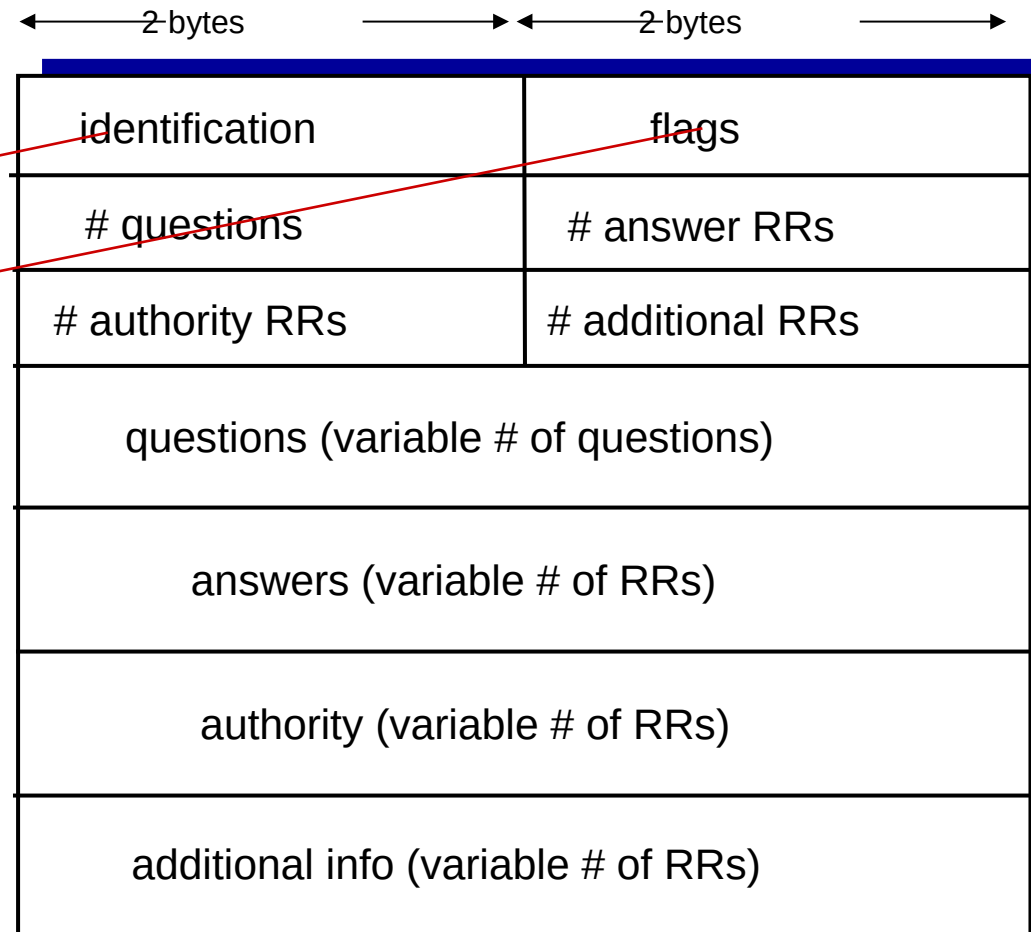 2 bytes 2 bytes
identification flags
# questions # answer RRs
# authority RRs # additional RRs
questions (variable # of questions)
answers (variable # of RRs)
authority (variable # of RRs)
additional info (variable # of RRs)